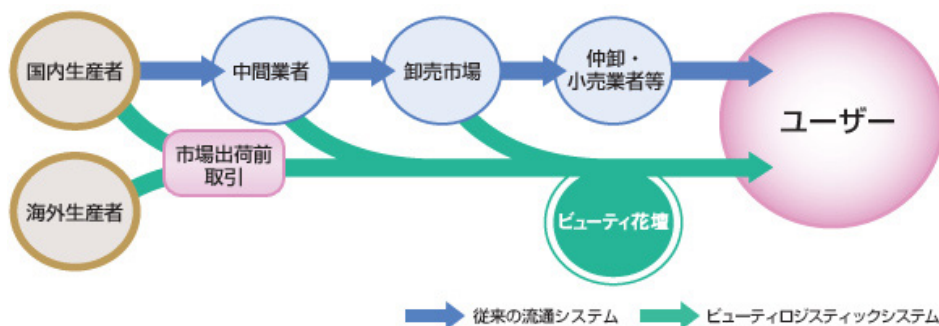 国内生産者
中間業者
卸売市場
仲卸・
小売業者等
ユーザー
市場出荷前
取引
海外生産者
ビューティ花壇
従来の流通システム
ビューティロジスティックシステム